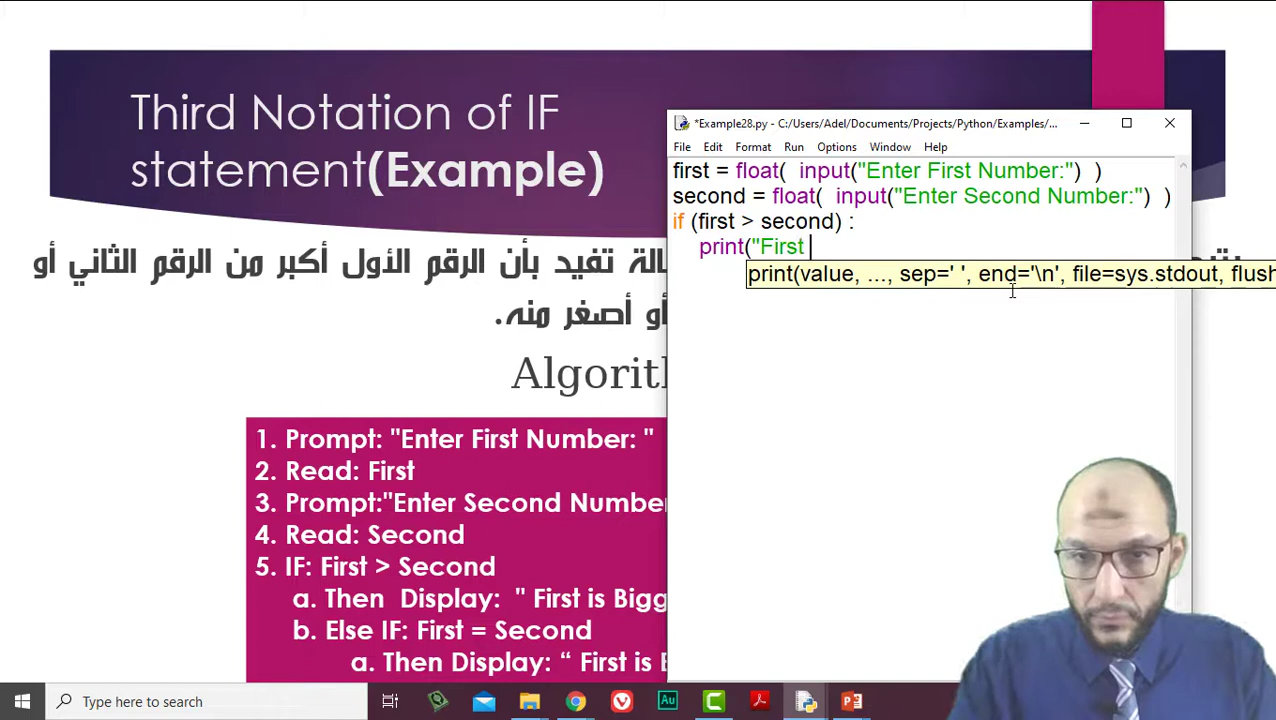 Third Notation of IF
statement(Example)
الة تفيد بأن الرقم الأول أكبر من الرقم الثاني أو
أو أصغر منه.
Algorit
1. Prompt: "Enter First Number: "
2. Read: First
3. Prompt:"Enter Second Number
4. Read: Second
5. IF: First > Second
a. Then Display: " First is Bigg
b. Else IF: First = Second
a. Then Display: “ First is
*Example28.py - C:/Users/Adel/Documents/Projects/Python/Examples/...
File Edit Format Run Options Window Help
first = float( input("Enter First Number:") )
second = float( input("Enter Second Number:") )
if (first > second) :
print("First
print(value, ..., sep=' ', end='\n', file=sys.stdout, flush
Type here to search